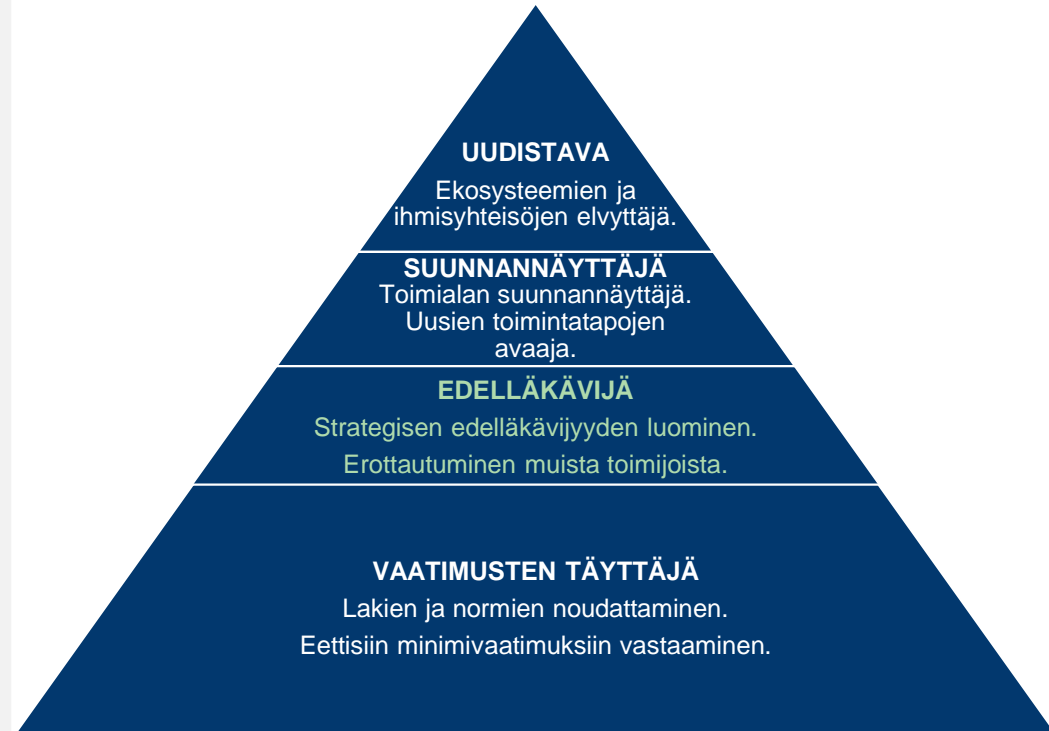 UUDISTAVA
Ekosysteemien ja
ihmisyhteisöjen elvyttäjä.
SUUNNANNÄYTTÄJÄ
Toimialan suunnannäyttäjä.
Uusien toimintatapojen
avaaja.
EDELLÄKÄVIJÄ
Strategisen edelläkävijyyden luominen.
Erottautuminen muista toimijoista.
VAATIMUSTEN TÄYTTÄJÄ
Lakien ja normien noudattaminen.
Eettisiin minimivaatimuksiin vastaaminen.